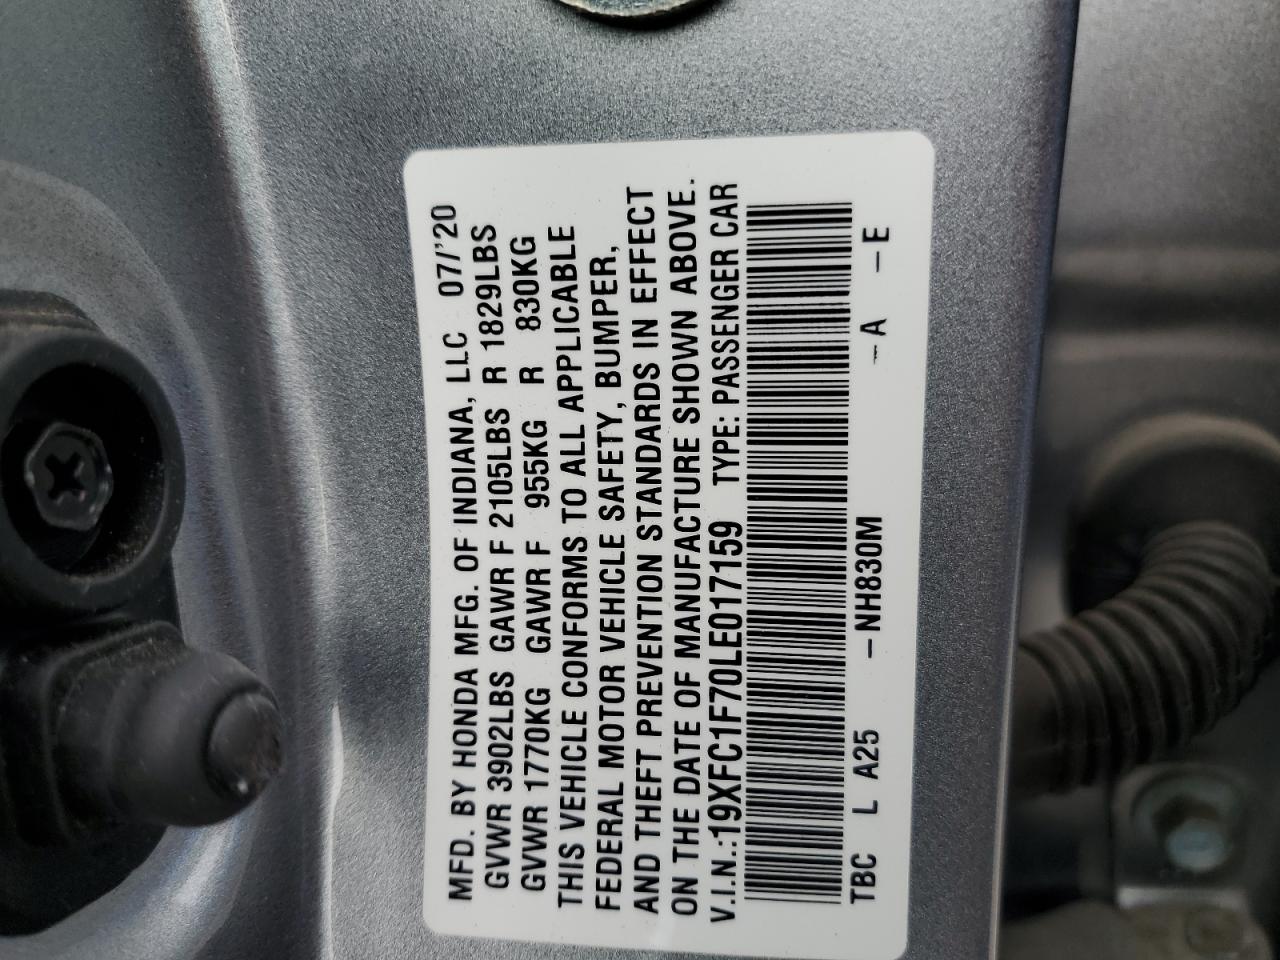 MFD. BY HONDA MFG. OF INDIANA, LLC 07/'20
GVWR 3902LBS GAWR F 2105LBS R 1829LBS
GVWR 1770KG GAWR F 955KG R 830KG
THIS VEHICLE CONFORMS TO ALL APPLICABLE
FEDERAL MOTOR VEHICLE SAFETY, BUMPER,
AND THEFT PREVENTION STANDARDS IN EFFECT
ON THE DATE OF MANUFACTURE SHOWN ABOVE.
V.I.N.:19XFC1F70LE017159 TYPE: PASSENGER CAR
TBC L A25 –NH830M –A –E